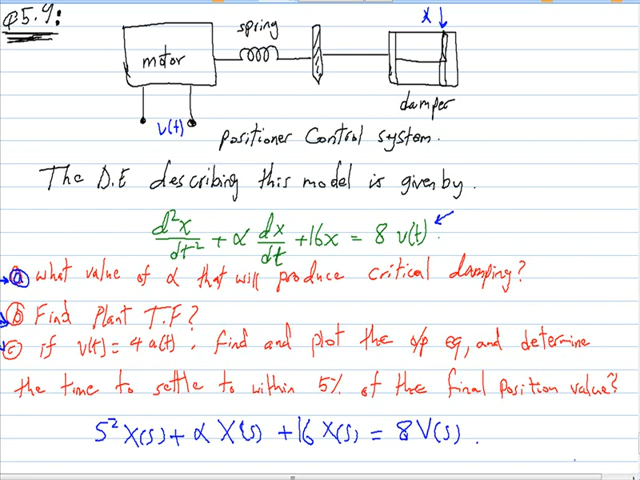 Q5.4:
X
spring
motor
damper
v(t)
positioner Control system.
The D.E describing this model is given by.
d²x/dt² + α dx/dt + 16x = 8 v(t).
a what value of α that will produce critical damping?
b Find Plant T.F?
c if v(t) = 4 u(t), find and plot the o/p eq, and determine
the time to settle to within 5% of thee final position value?
S² X(s) + α X(s) + 16 X(s) = 8 V(s).